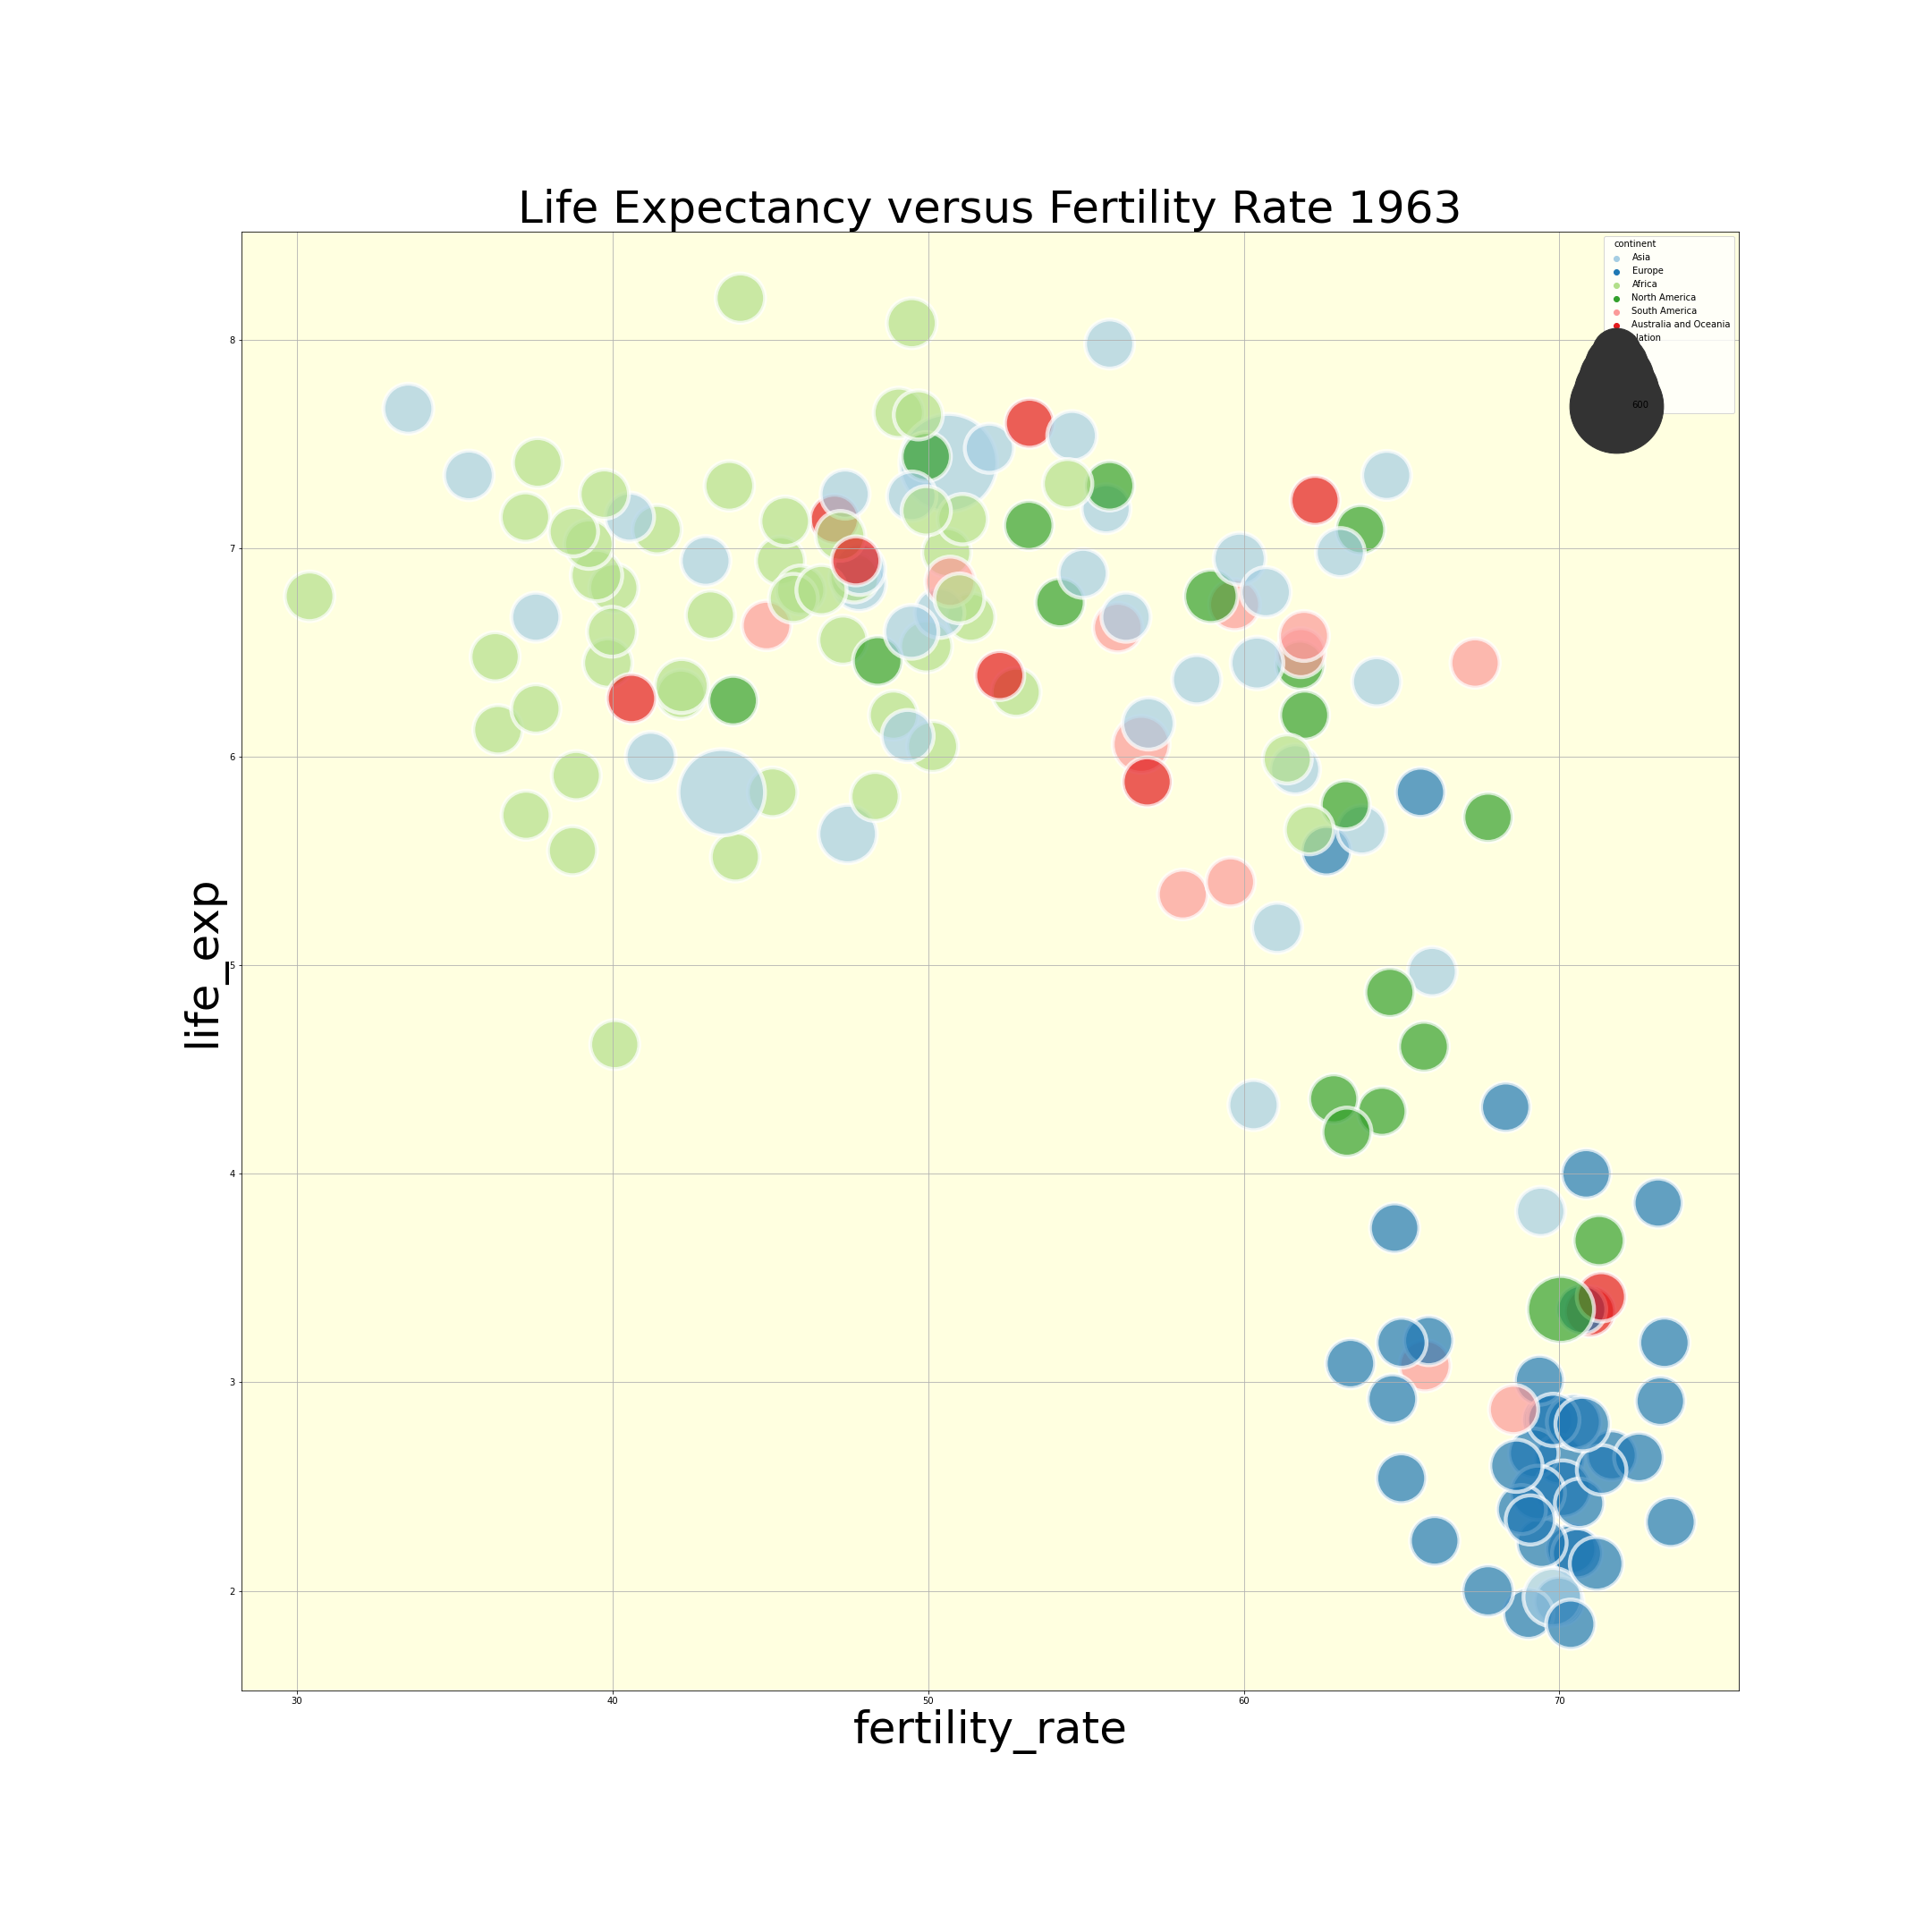 Life Expectancy versus Fertility Rate 1963
continent
Asia
Europe
Africa
North America
South America
Australia and Oceania
lation
600
8
7
6
5
4
3
2
life_exp
30 40 50 60 70
fertility_rate